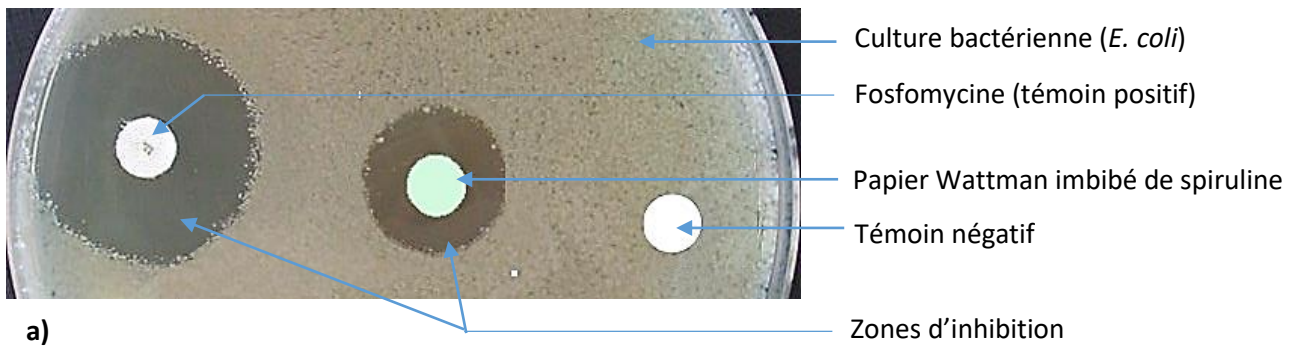 Culture bactérienne (E. coli)
Fosfomycine (témoin positif)
Papier Wattman imbibé de spiruline
Témoin négatif
Zones d’inhibition
a)